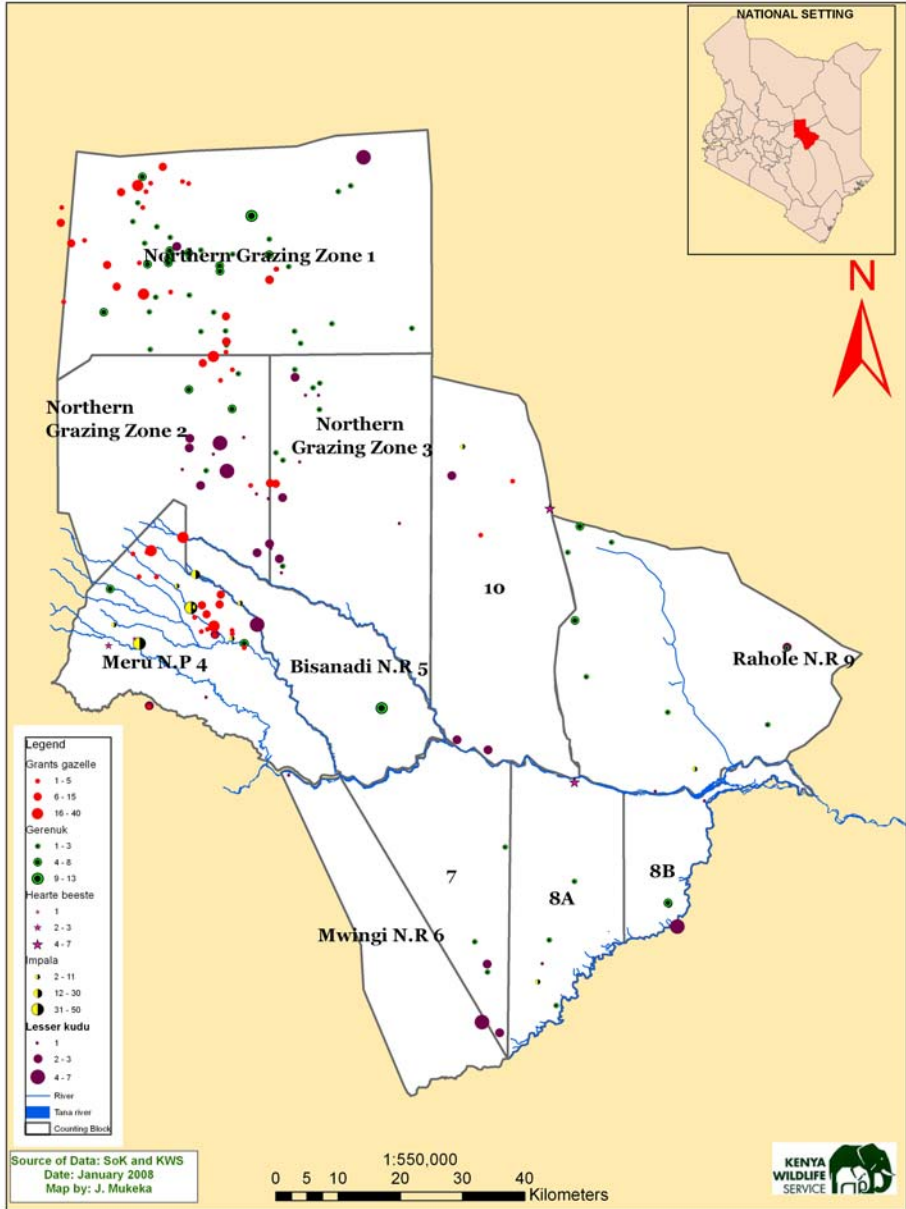 NATIONAL SETTING
N
Northern Grazing Zone 1
Northern
Grazing Zone 2
Northern
Grazing Zone 3
10
Rahole N.R 9
Meru N.P 4
Bisanadi N.R 5
7
8A
8B
Mwingi N.R 6
Legend
Grants gazelle
1 - 5
6 - 15
16 - 40
Gerenuk
1 - 3
4 - 8
9 - 13
Hearte beeste
1
2 - 3
4 - 7
Impala
2 - 11
12 - 30
31 - 50
Lesser kudu
1
2 - 3
4 - 7
River
Tana river
Counting Block
Source of Data: SoK and KWS
Date: January 2008
Map by: J. Mukeka
1:550,000
0 5 10 20 30 40
Kilometers
KENYA
WILDLIFE
SERVICE